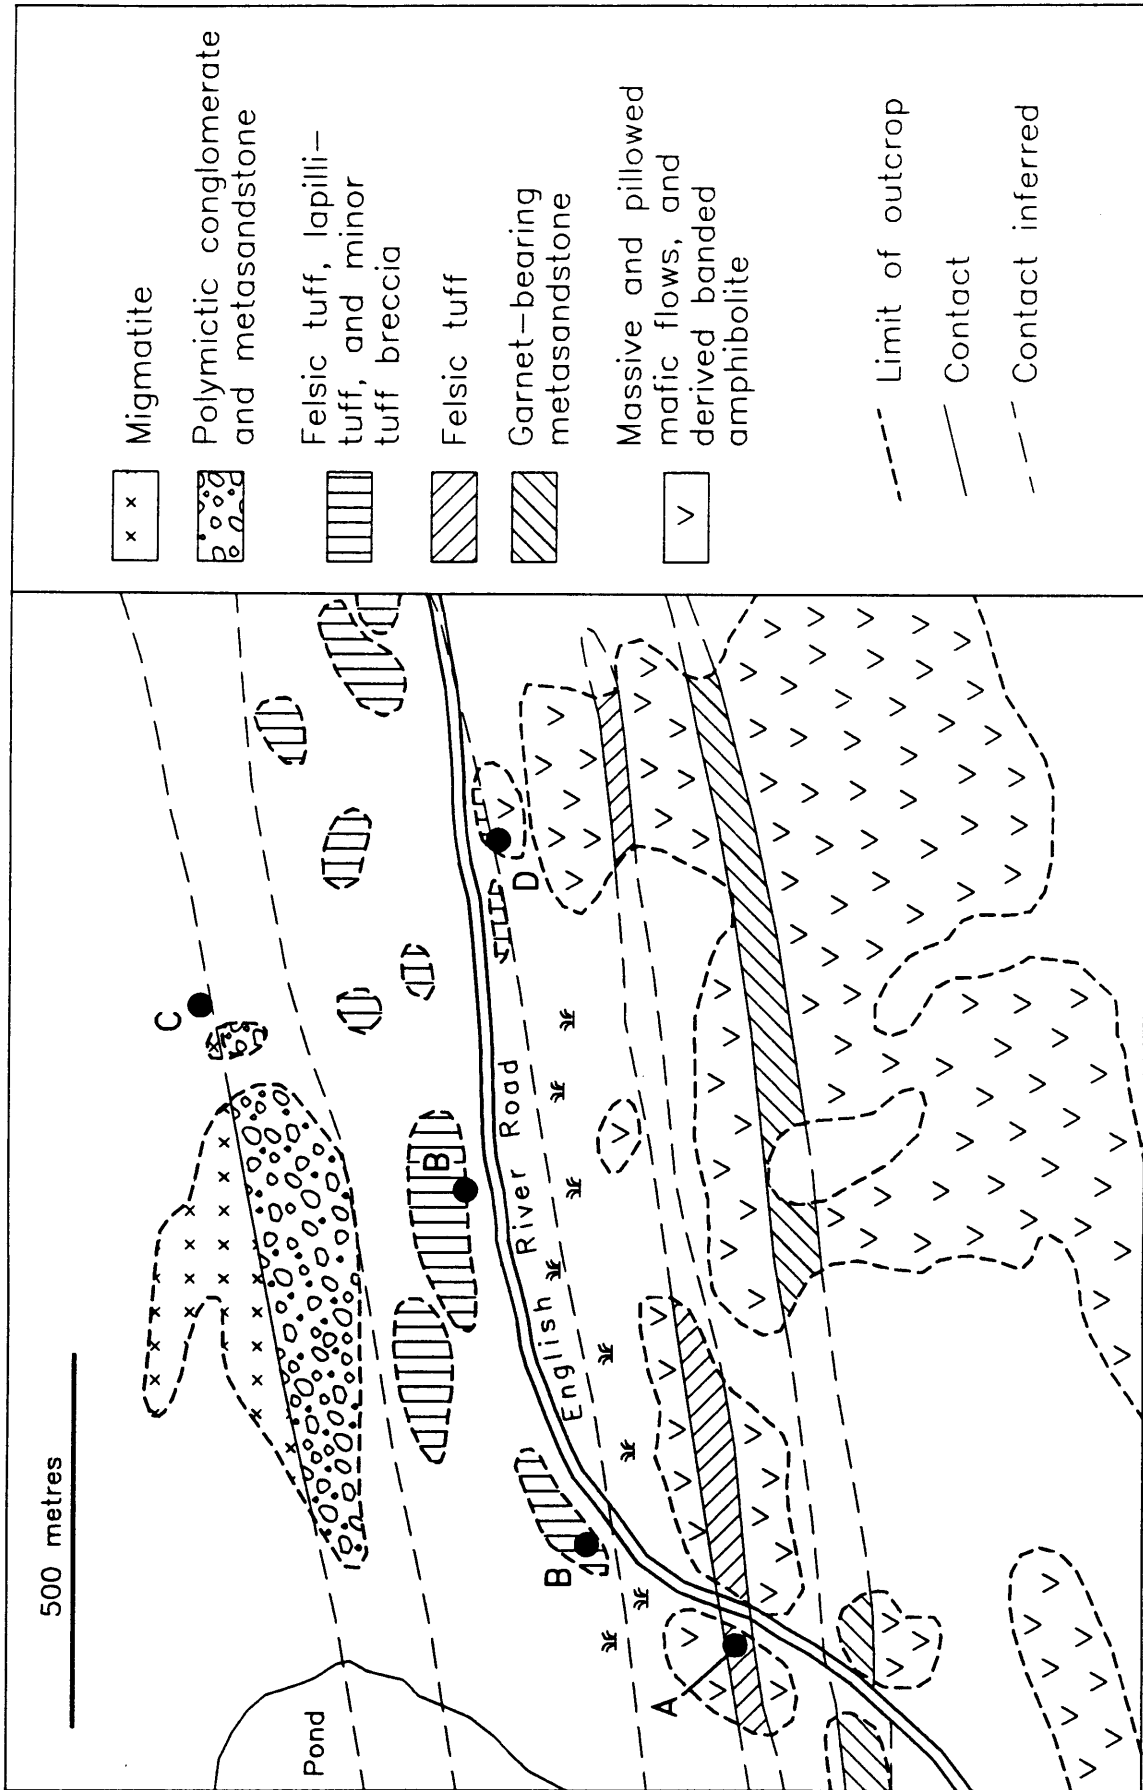 500 metres
Pond
English River Road
A
B
B
C
D
Migmatite
Polymictic conglomerate
and metasandstone
Felsic tuff, lapilli-
tuff, and minor
tuff breccia
Felsic tuff
Garnet-bearing
metasandstone
Massive and pillowed
mafic flows, and
derived banded
amphibolite
Limit of outcrop
Contact
Contact inferred